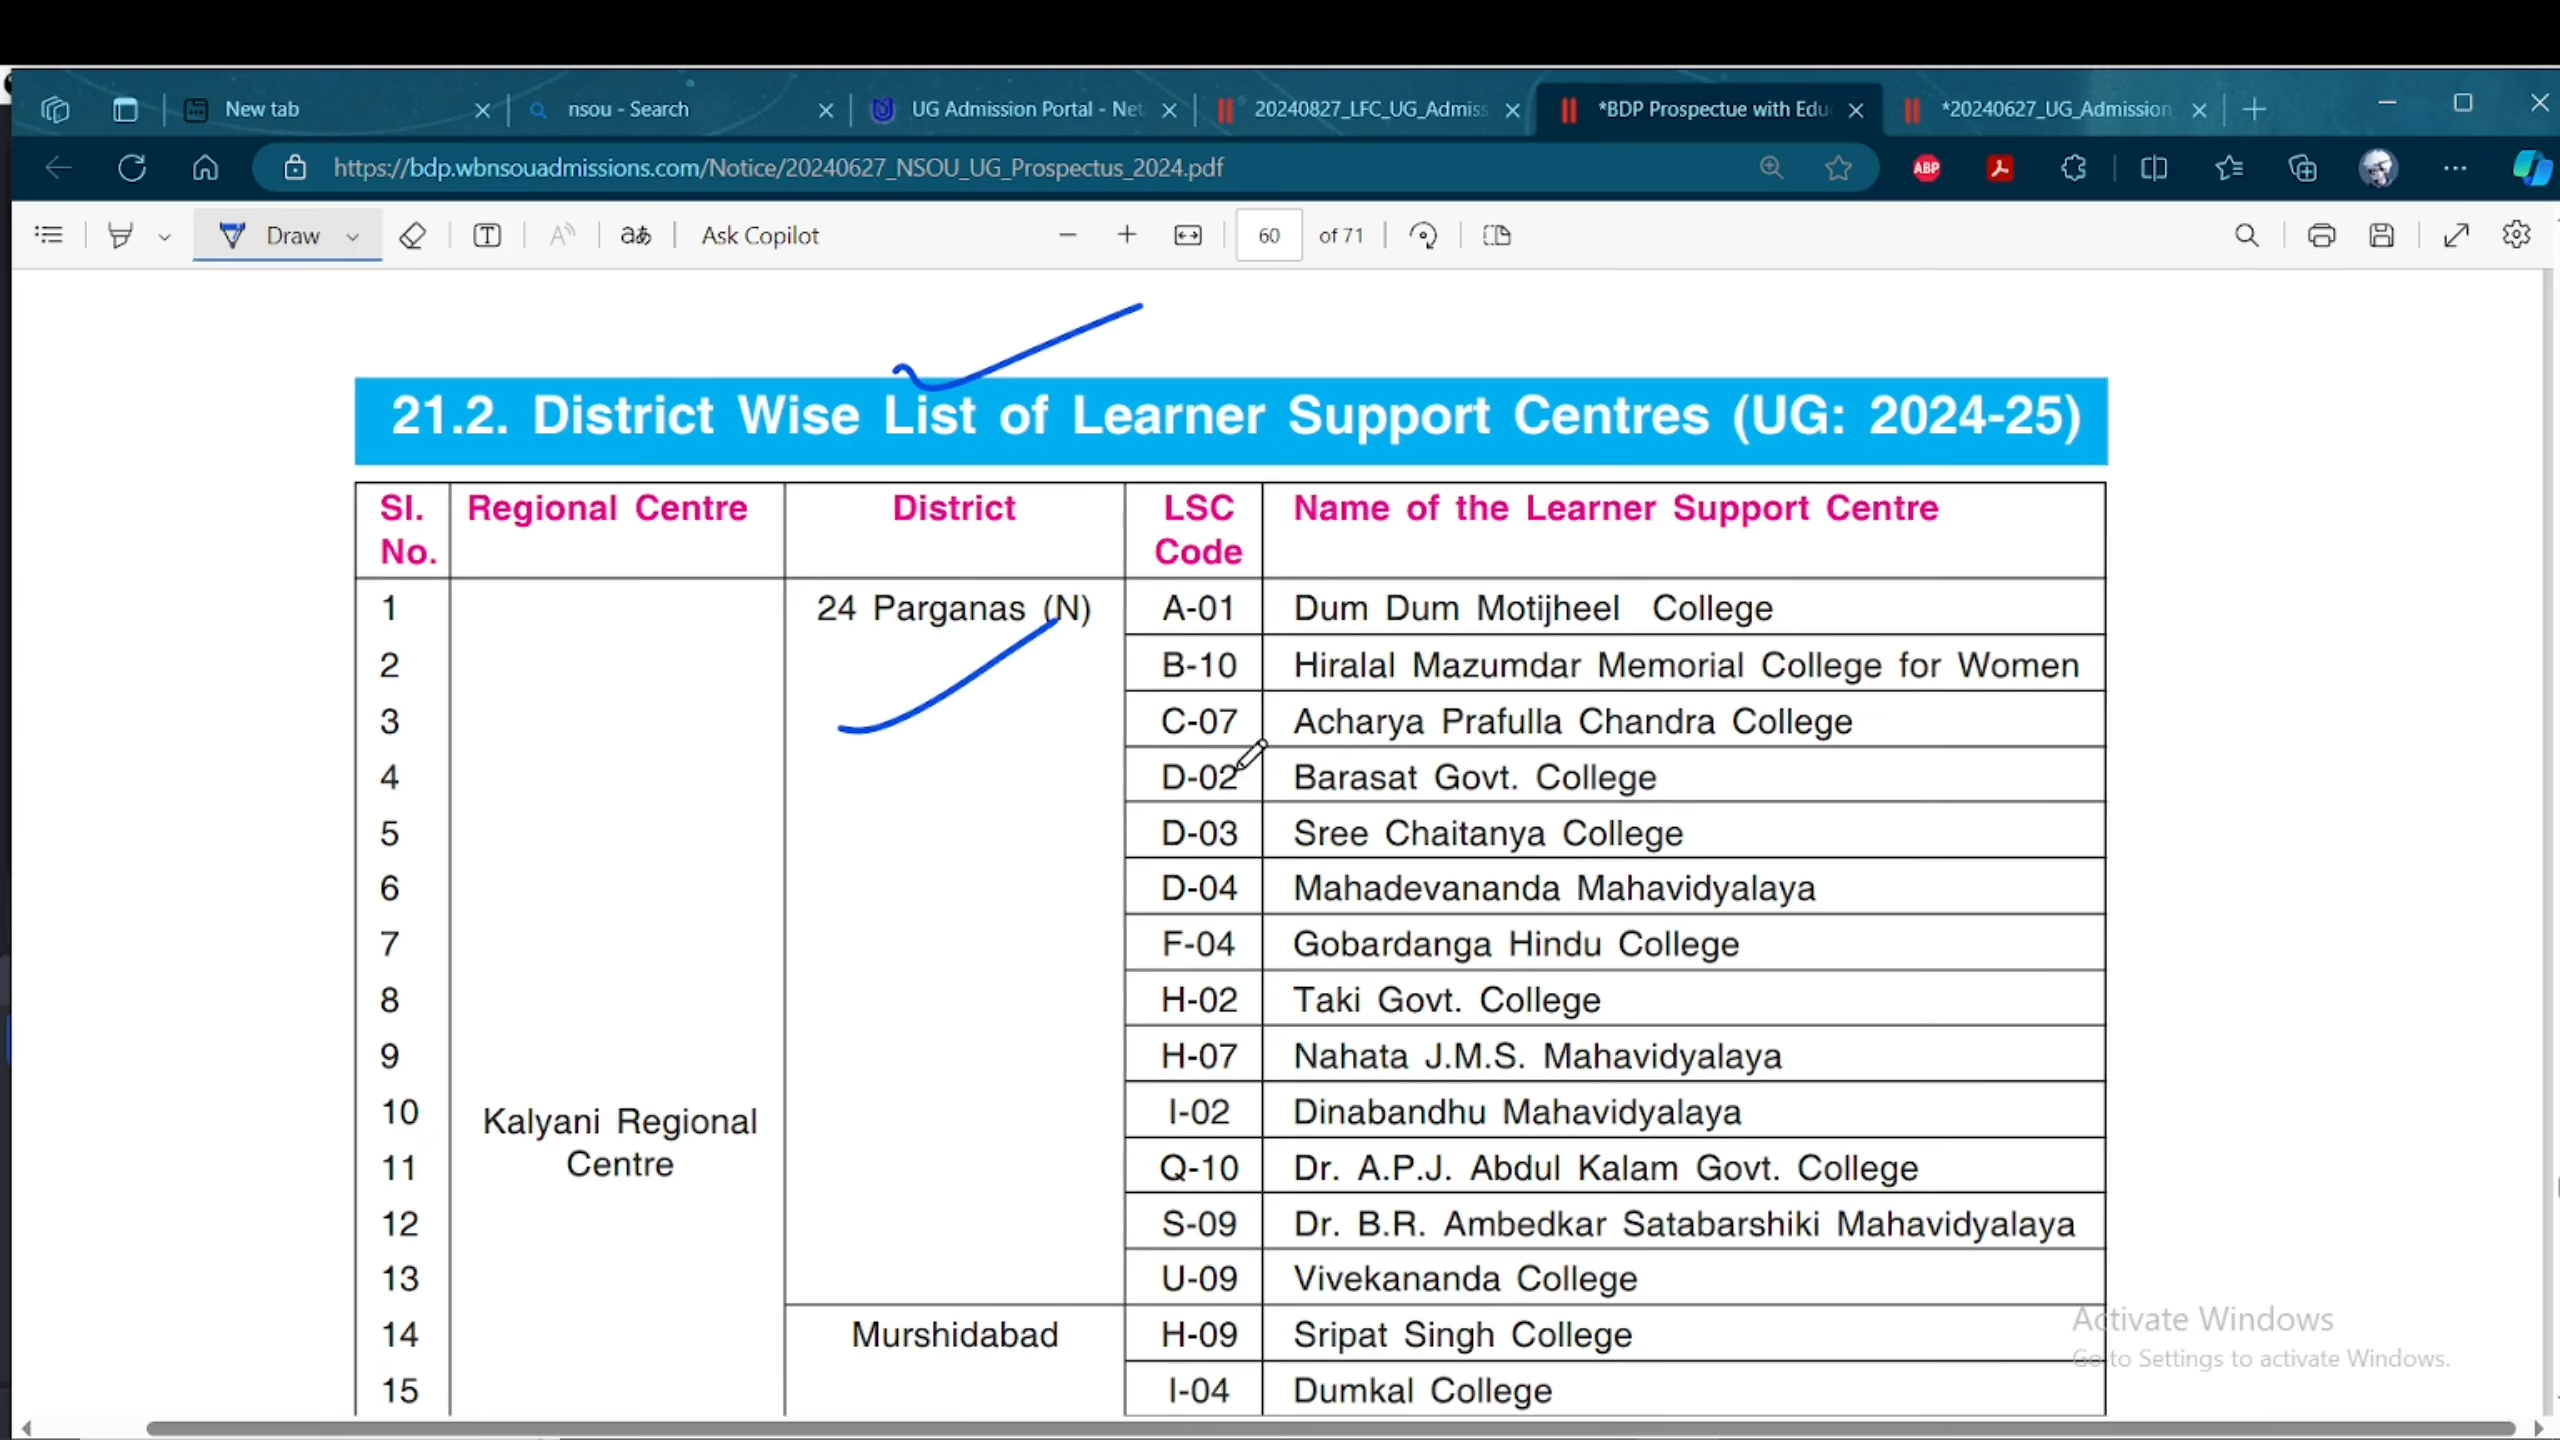 New tab
nsou - Search
UG Admission Portal - Net
20240827_LFC_UG_Admiss
*BDP Prospectue with Edu
*20240627_UG_Admission
https://bdp.wbnsouadmissions.com/Notice/20240627_NSOU_UG_Prospectus_2024.pdf
ABP
Draw
aあ
Ask Copilot
60 of 71
21.2. District Wise List of Learner Support Centres (UG: 2024-25)
Sl. No. Regional Centre District LSC Code Name of the Learner Support Centre
1 24 Parganas (N) A-01 Dum Dum Motijheel College
2 B-10 Hiralal Mazumdar Memorial College for Women
3 C-07 Acharya Prafulla Chandra College
4 D-02 Barasat Govt. College
5 D-03 Sree Chaitanya College
6 D-04 Mahadevananda Mahavidyalaya
7 F-04 Gobardanga Hindu College
8 H-02 Taki Govt. College
9 H-07 Nahata J.M.S. Mahavidyalaya
10 Kalyani Regional Centre I-02 Dinabandhu Mahavidyalaya
11 Q-10 Dr. A.P.J. Abdul Kalam Govt. College
12 S-09 Dr. B.R. Ambedkar Satabarshiki Mahavidyalaya
13 U-09 Vivekananda College
14 Murshidabad H-09 Sripat Singh College
15 I-04 Dumkal College
Activate Windows
Go to Settings to activate Windows.